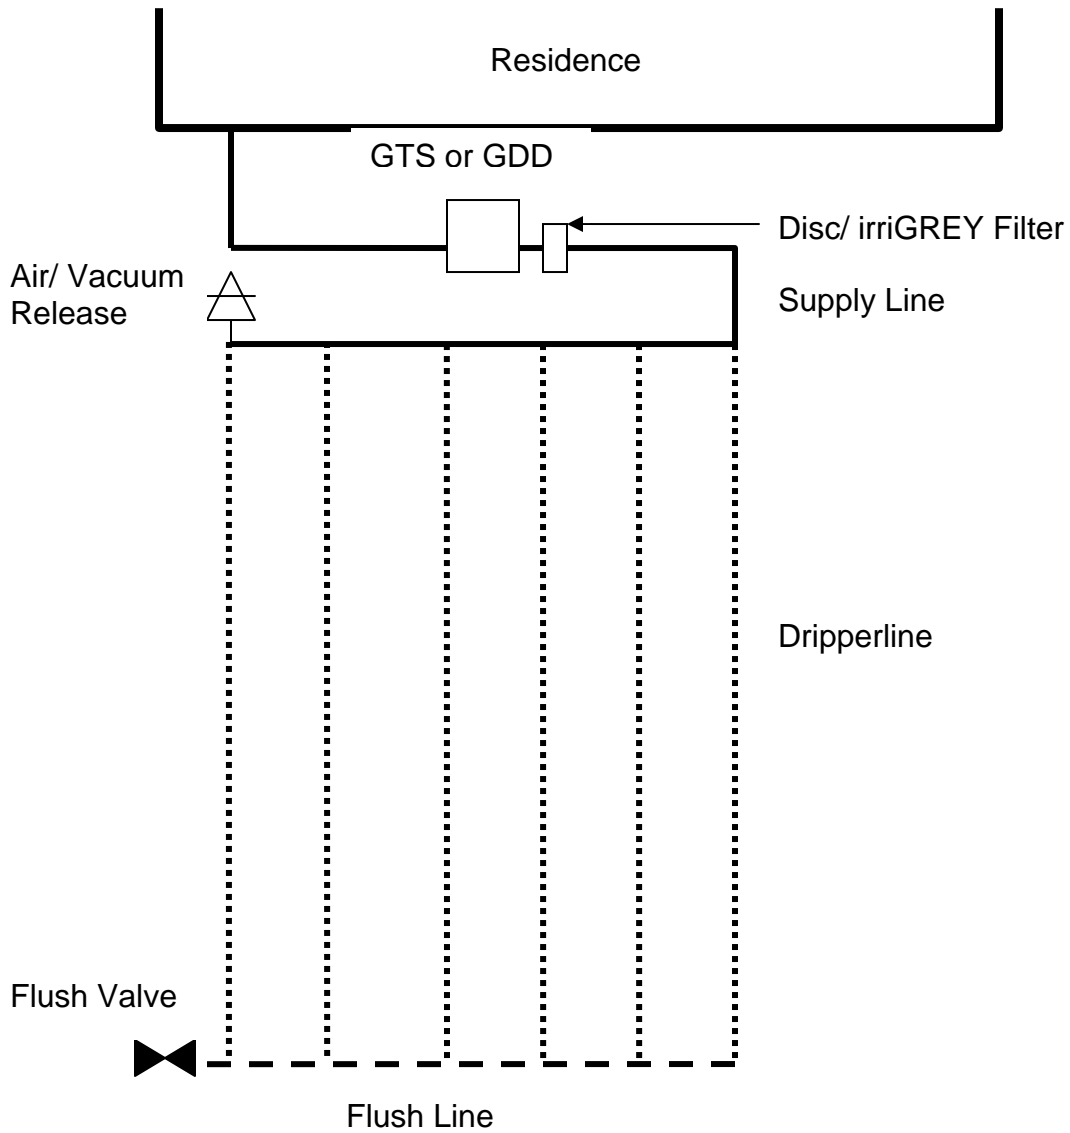 Residence
GTS or GDD
Disc/ irriGREY Filter
Air/ Vacuum
Release
Supply Line
Dripperline
Flush Valve
Flush Line